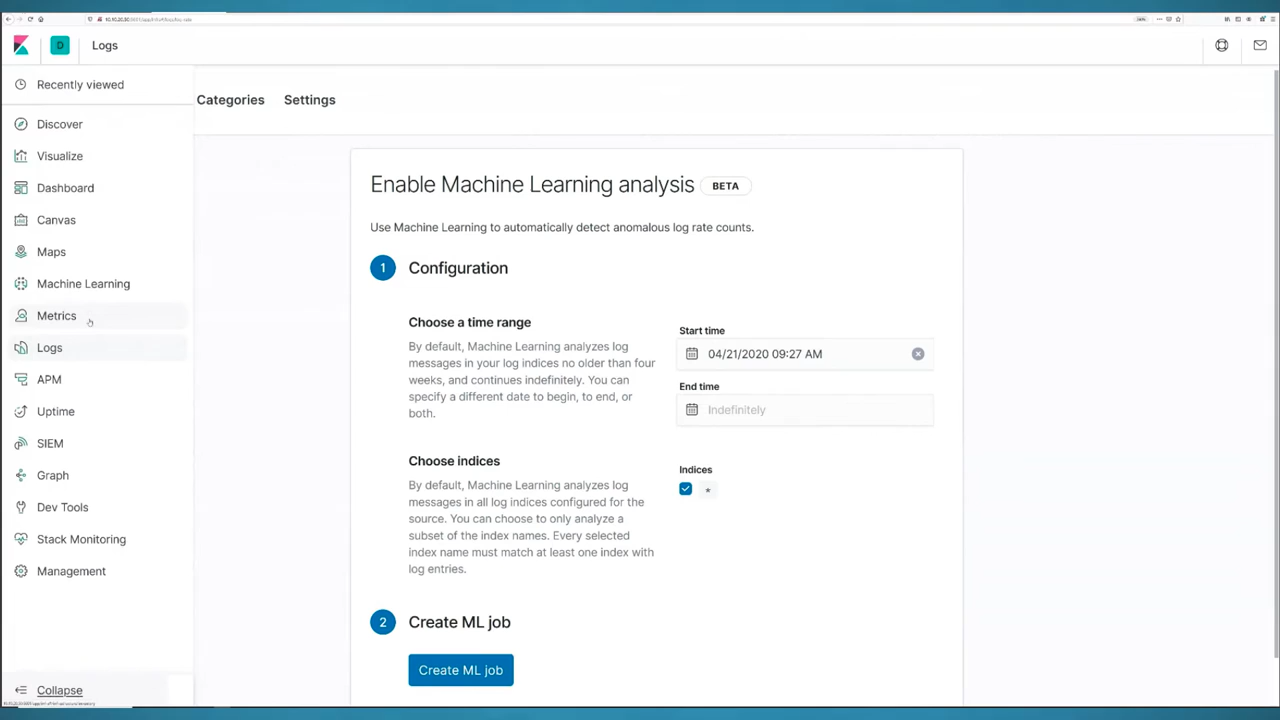 D
Logs
Recently viewed
Discover
Visualize
Dashboard
Canvas
Maps
Machine Learning
Metrics
Logs
APM
Uptime
SIEM
Graph
Dev Tools
Stack Monitoring
Management
Collapse
Categories
Settings
Enable Machine Learning analysis
BETA
Use Machine Learning to automatically detect anomalous log rate counts.
1
Configuration
Choose a time range
By default, Machine Learning analyzes log
messages in your log indices no older than four
weeks, and continues indefinitely. You can
specify a different date to begin, to end, or
both.
Start time
04/21/2020 09:27 AM
End time
Indefinitely
Choose indices
By default, Machine Learning analyzes log
messages in all log indices configured for the
source. You can choose to only analyze a
subset of the index names. Every selected
index name must match at least one index with
log entries.
Indices
*
2
Create ML job
Create ML job